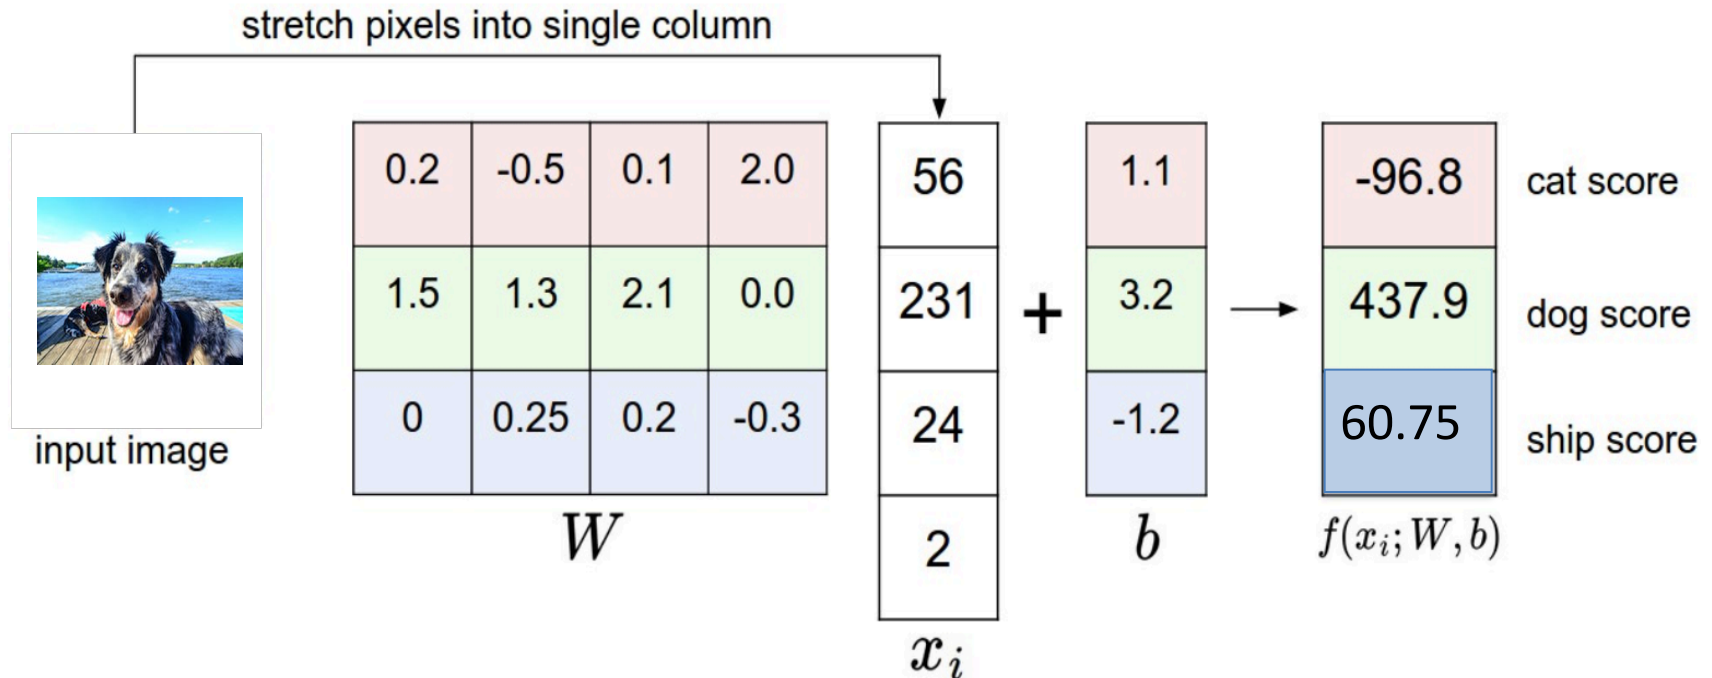 stretch pixels into single column
0.2 -0.5 0.1 2.0
1.5 1.3 2.1 0.0
0 0.25 0.2 -0.3
W
56
231
24
2
x_i
+
1.1
3.2
-1.2
b
-96.8 cat score
437.9 dog score
60.75 ship score
f(x_i; W, b)
input image